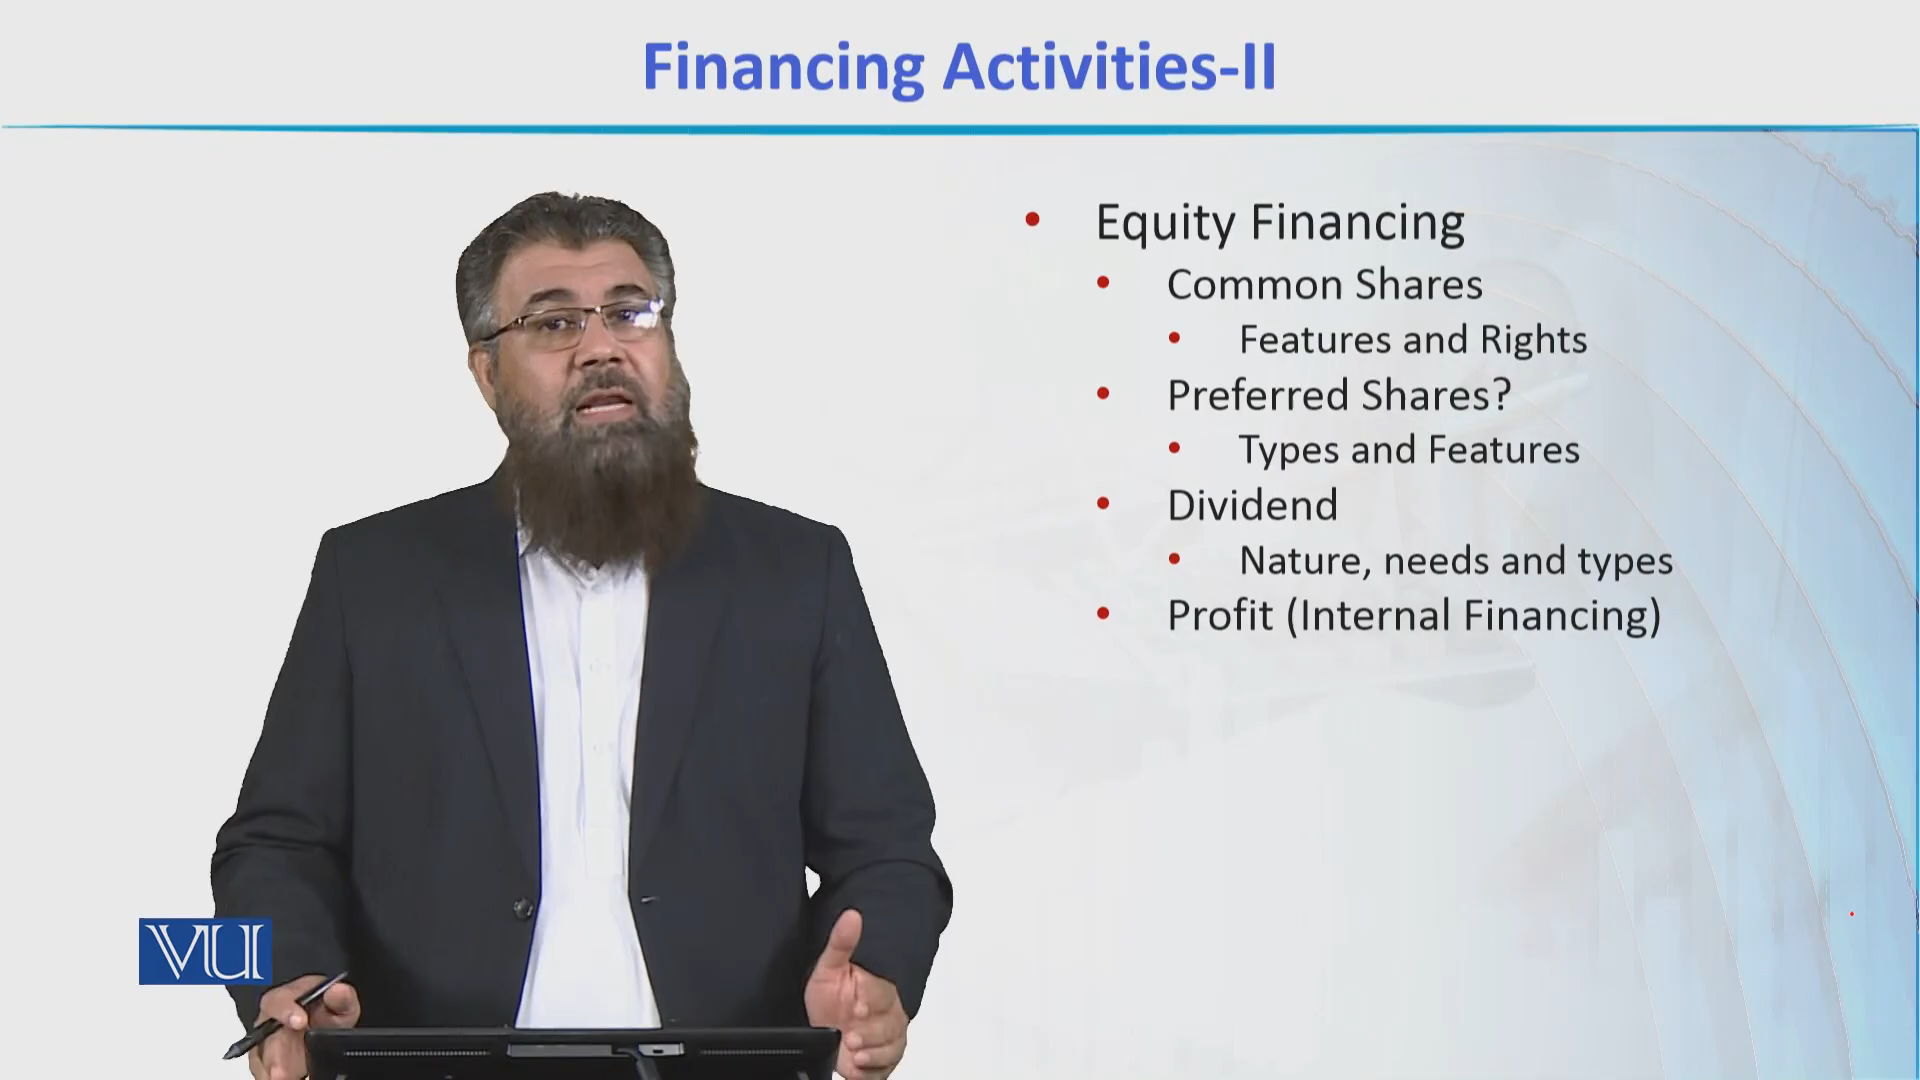 Financing Activities-II
• Equity Financing
• Common Shares
• Features and Rights
• Preferred Shares?
• Types and Features
• Dividend
• Nature, needs and types
• Profit (Internal Financing)
VU